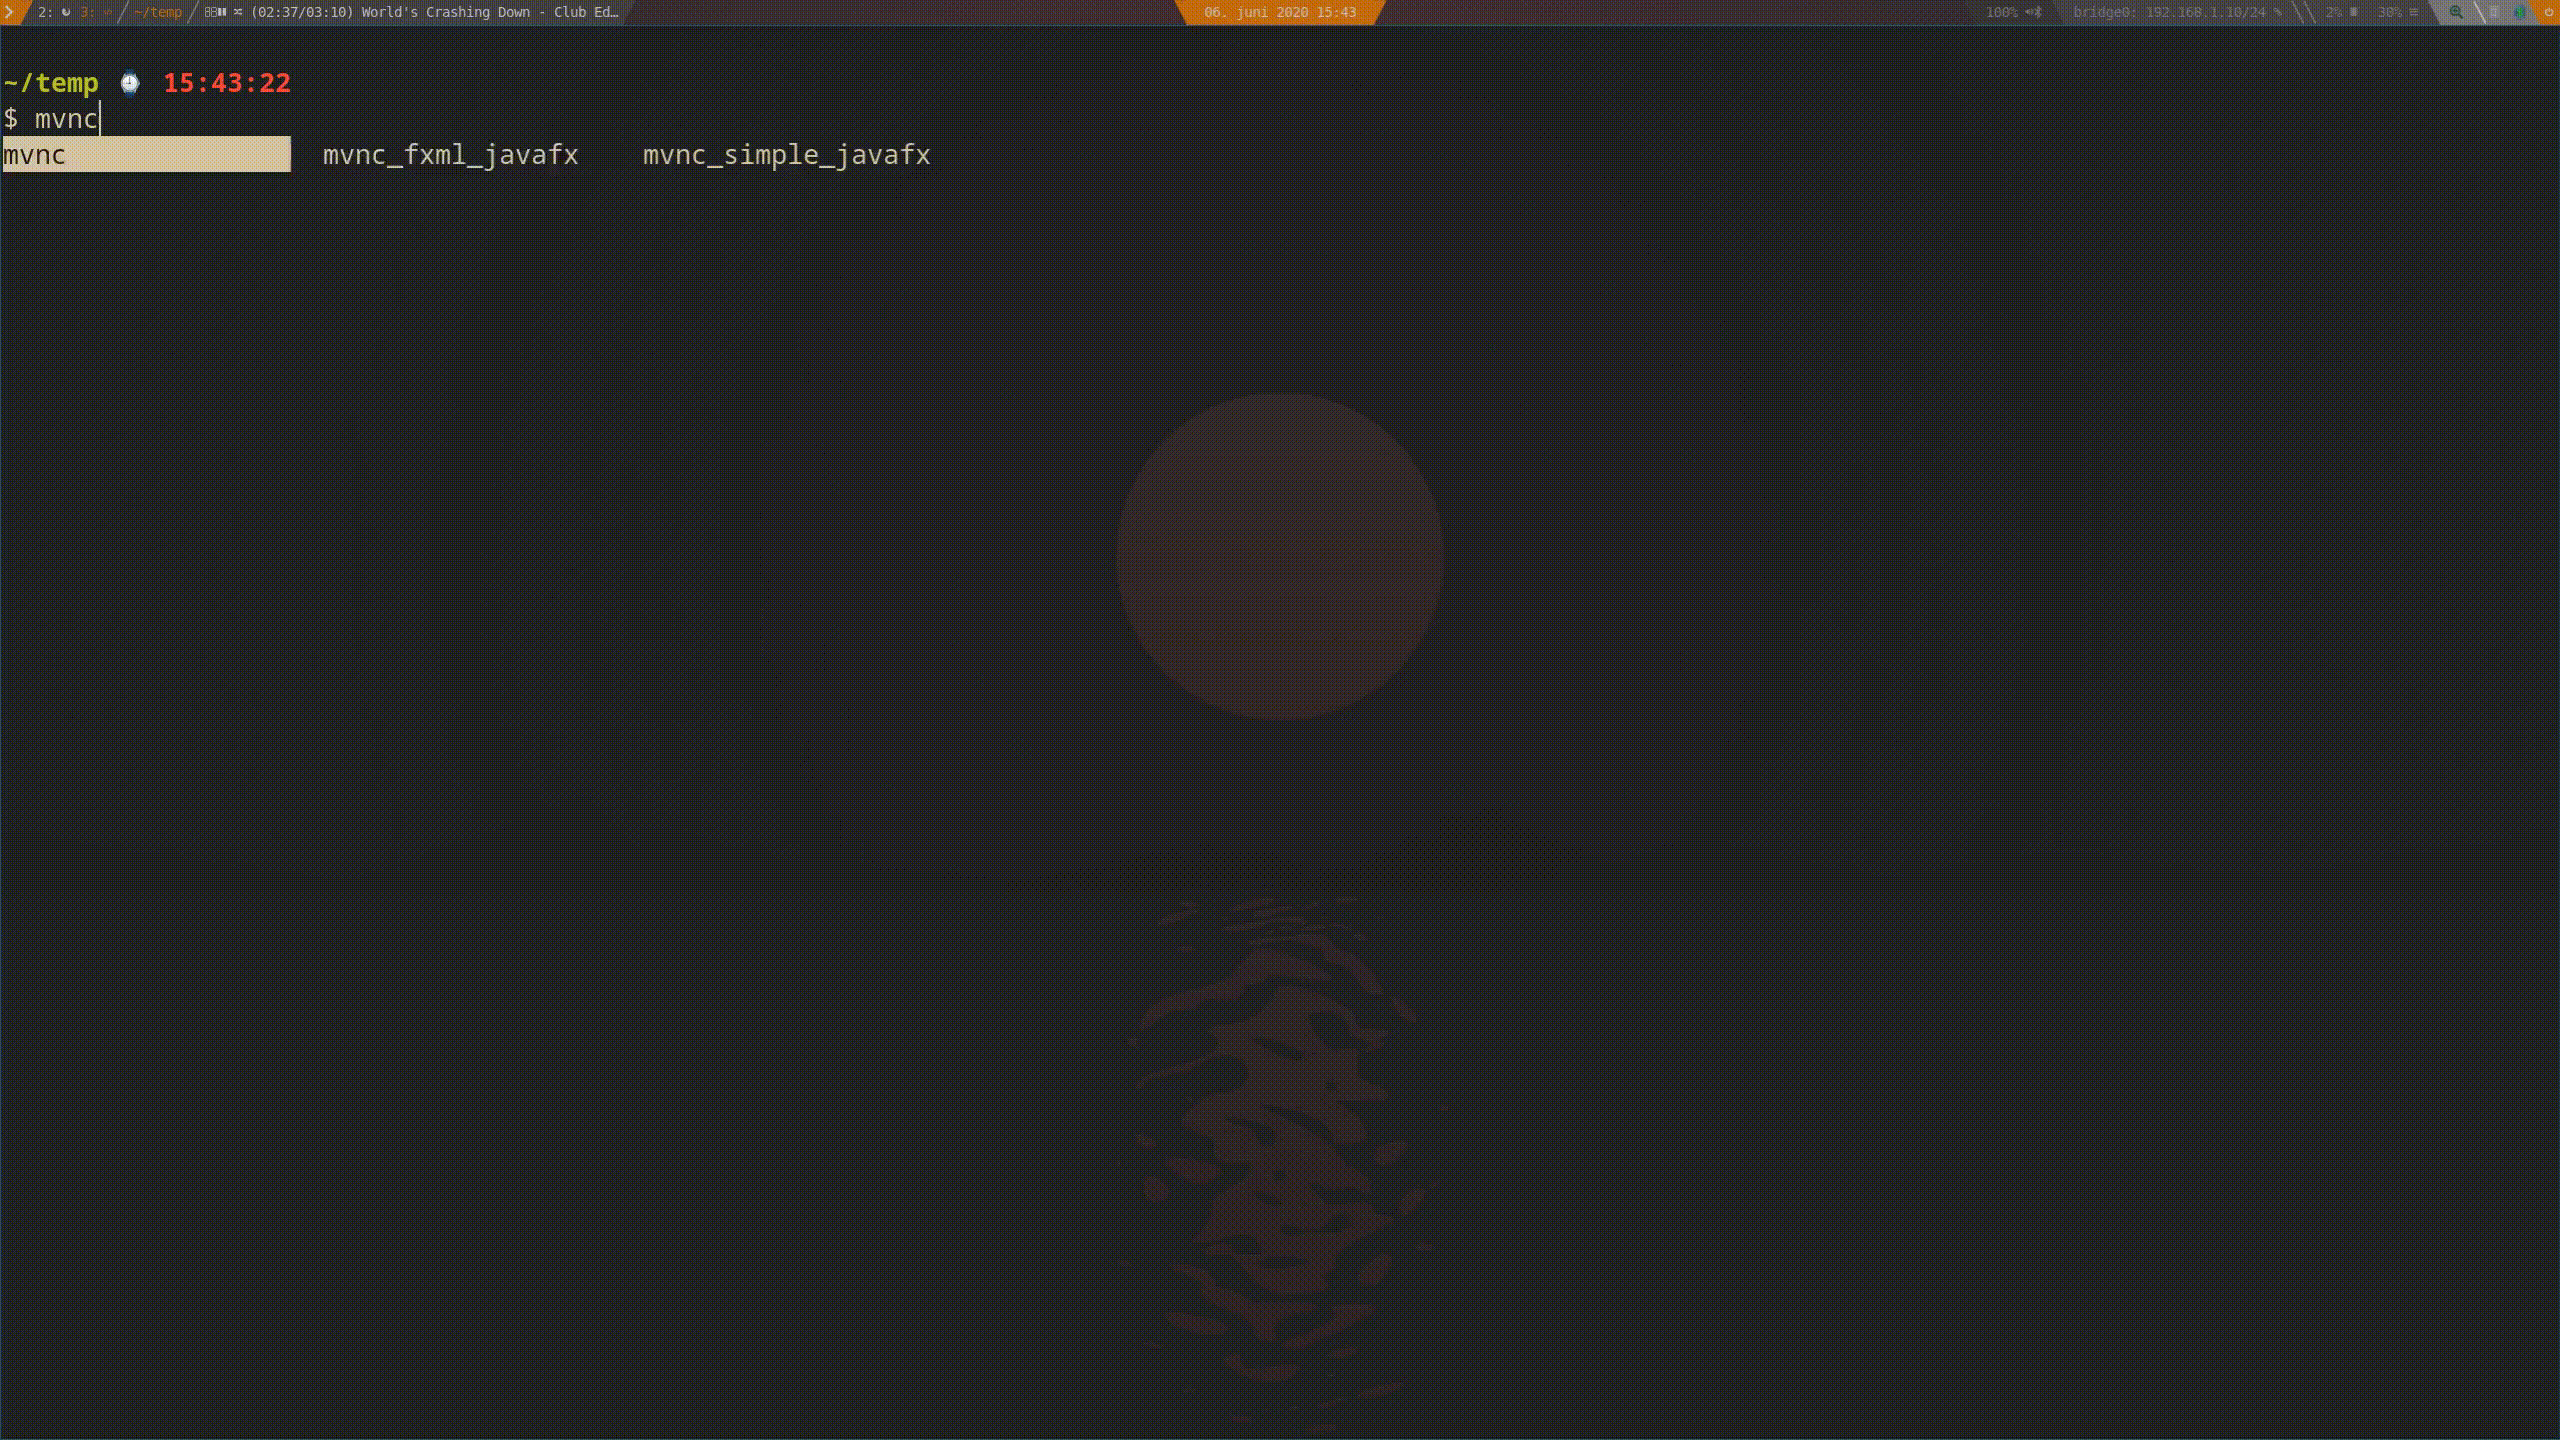 2: 3: ~/temp (02:37/03:10) World's Crashing Down - Club Ed… 06. juni 2020 15:43 100% bridge0: 192.168.1.10/24 2% 30%
~/temp 15:43:22
$ mvnc
mvnc mvnc_fxml_javafx mvnc_simple_javafx